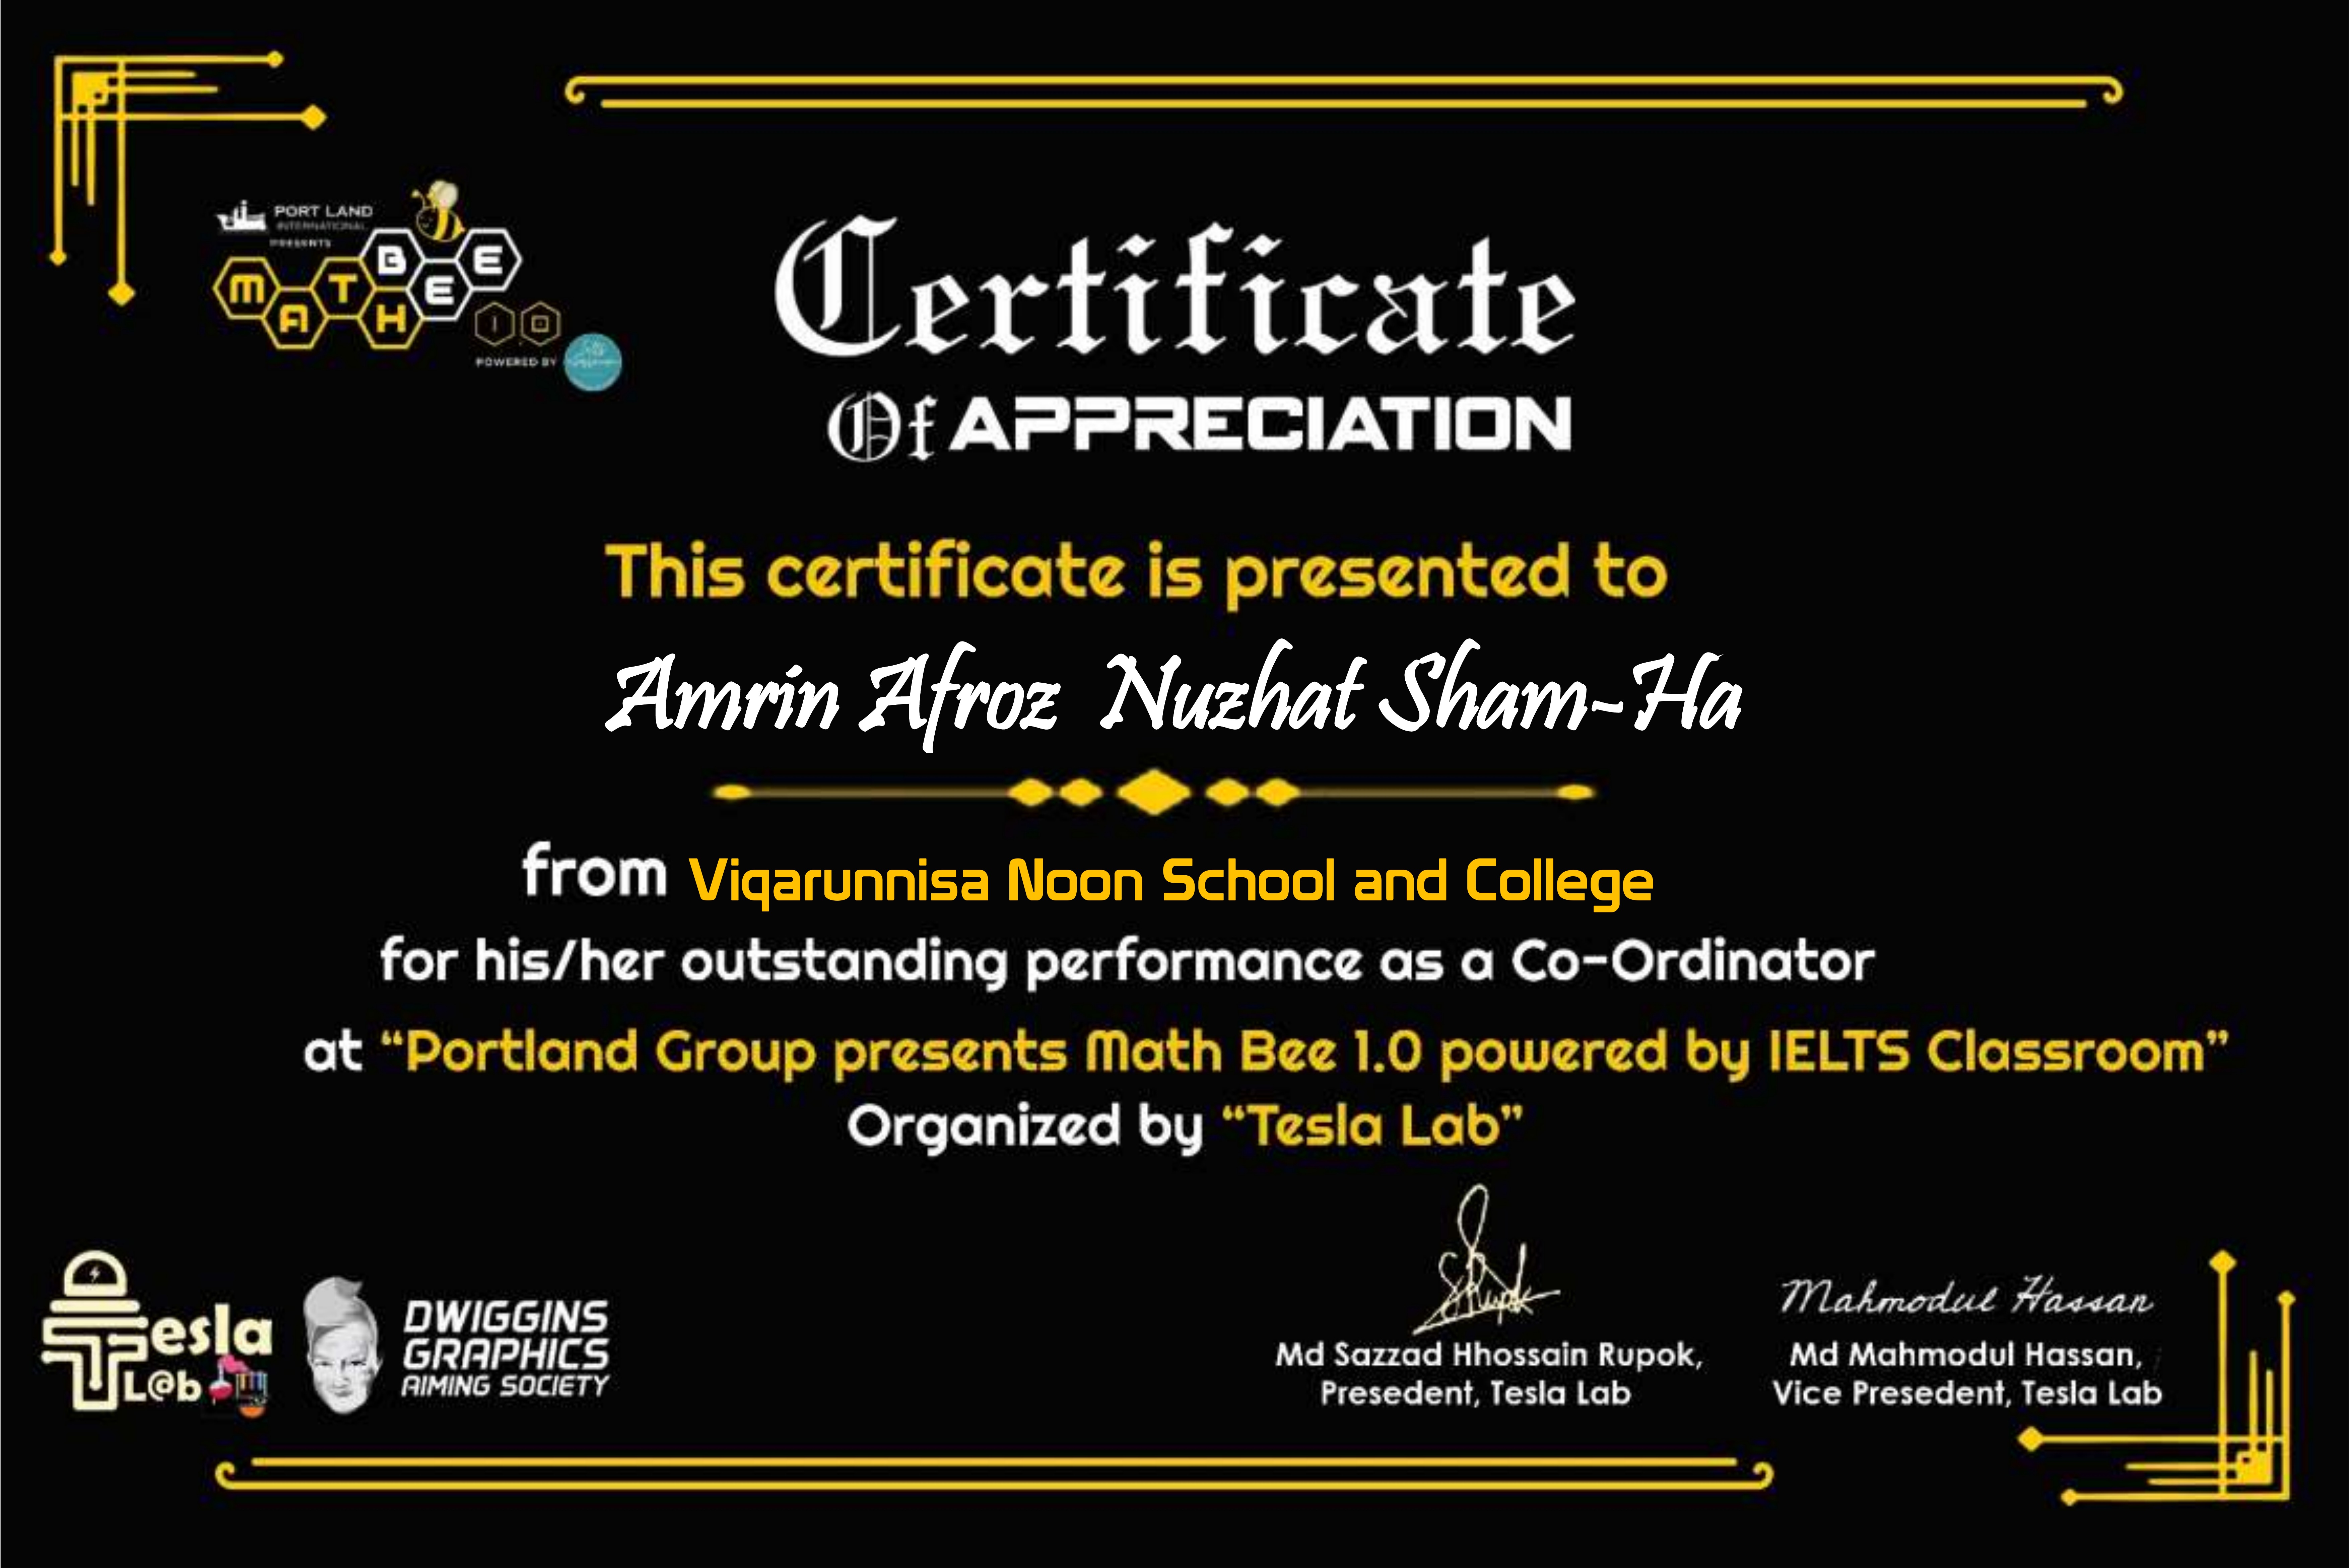 PORT LAND
INTERNATIONAL
PRESENTS
MATH BEE
1.0
POWERED BY
Certificate
Of APPRECIATION
This certificate is presented to
Amrin Afroz Nuzhat Sham-Ha
from Viqarunnisa Noon School and College
for his/her outstanding performance as a Co-Ordinator
at “Portland Group presents Math Bee 1.0 powered by IELTS Classroom”
Organized by “Tesla Lab”
Tesla
L@b
DWIGGINS
GRAPHICS
AIMING SOCIETY
Mahmodul Hassan
Md Sazzad Hhossain Rupok,
Presedent, Tesla Lab
Md Mahmodul Hassan,
Vice Presedent, Tesla Lab